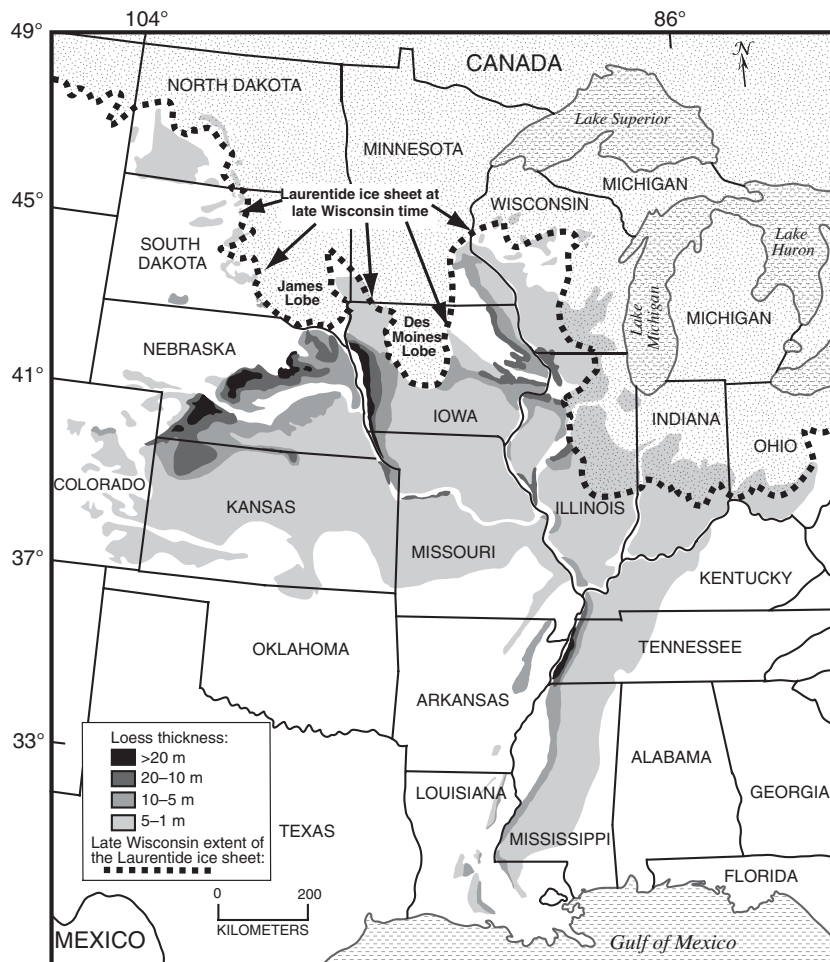 104°
86°
49°
N
CANADA
NORTH DAKOTA
Lake Superior
MINNESOTA
MICHIGAN
45°
Laurentide ice sheet at
late Wisconsin time
WISCONSIN
SOUTH
DAKOTA
Lake
Huron
James
Lobe
Lake
Michigan
MICHIGAN
Des
Moines
Lobe
NEBRASKA
41°
IOWA
INDIANA
OHIO
COLORADO
KANSAS
ILLINOIS
MISSOURI
37°
KENTUCKY
OKLAHOMA
TENNESSEE
ARKANSAS
33°
Loess thickness:
>20 m
20–10 m
10–5 m
5–1 m
Late Wisconsin extent of
the Laurentide ice sheet:
ALABAMA
GEORGIA
LOUISIANA
TEXAS
MISSISSIPPI
FLORIDA
0 200
KILOMETERS
MEXICO
Gulf of Mexico